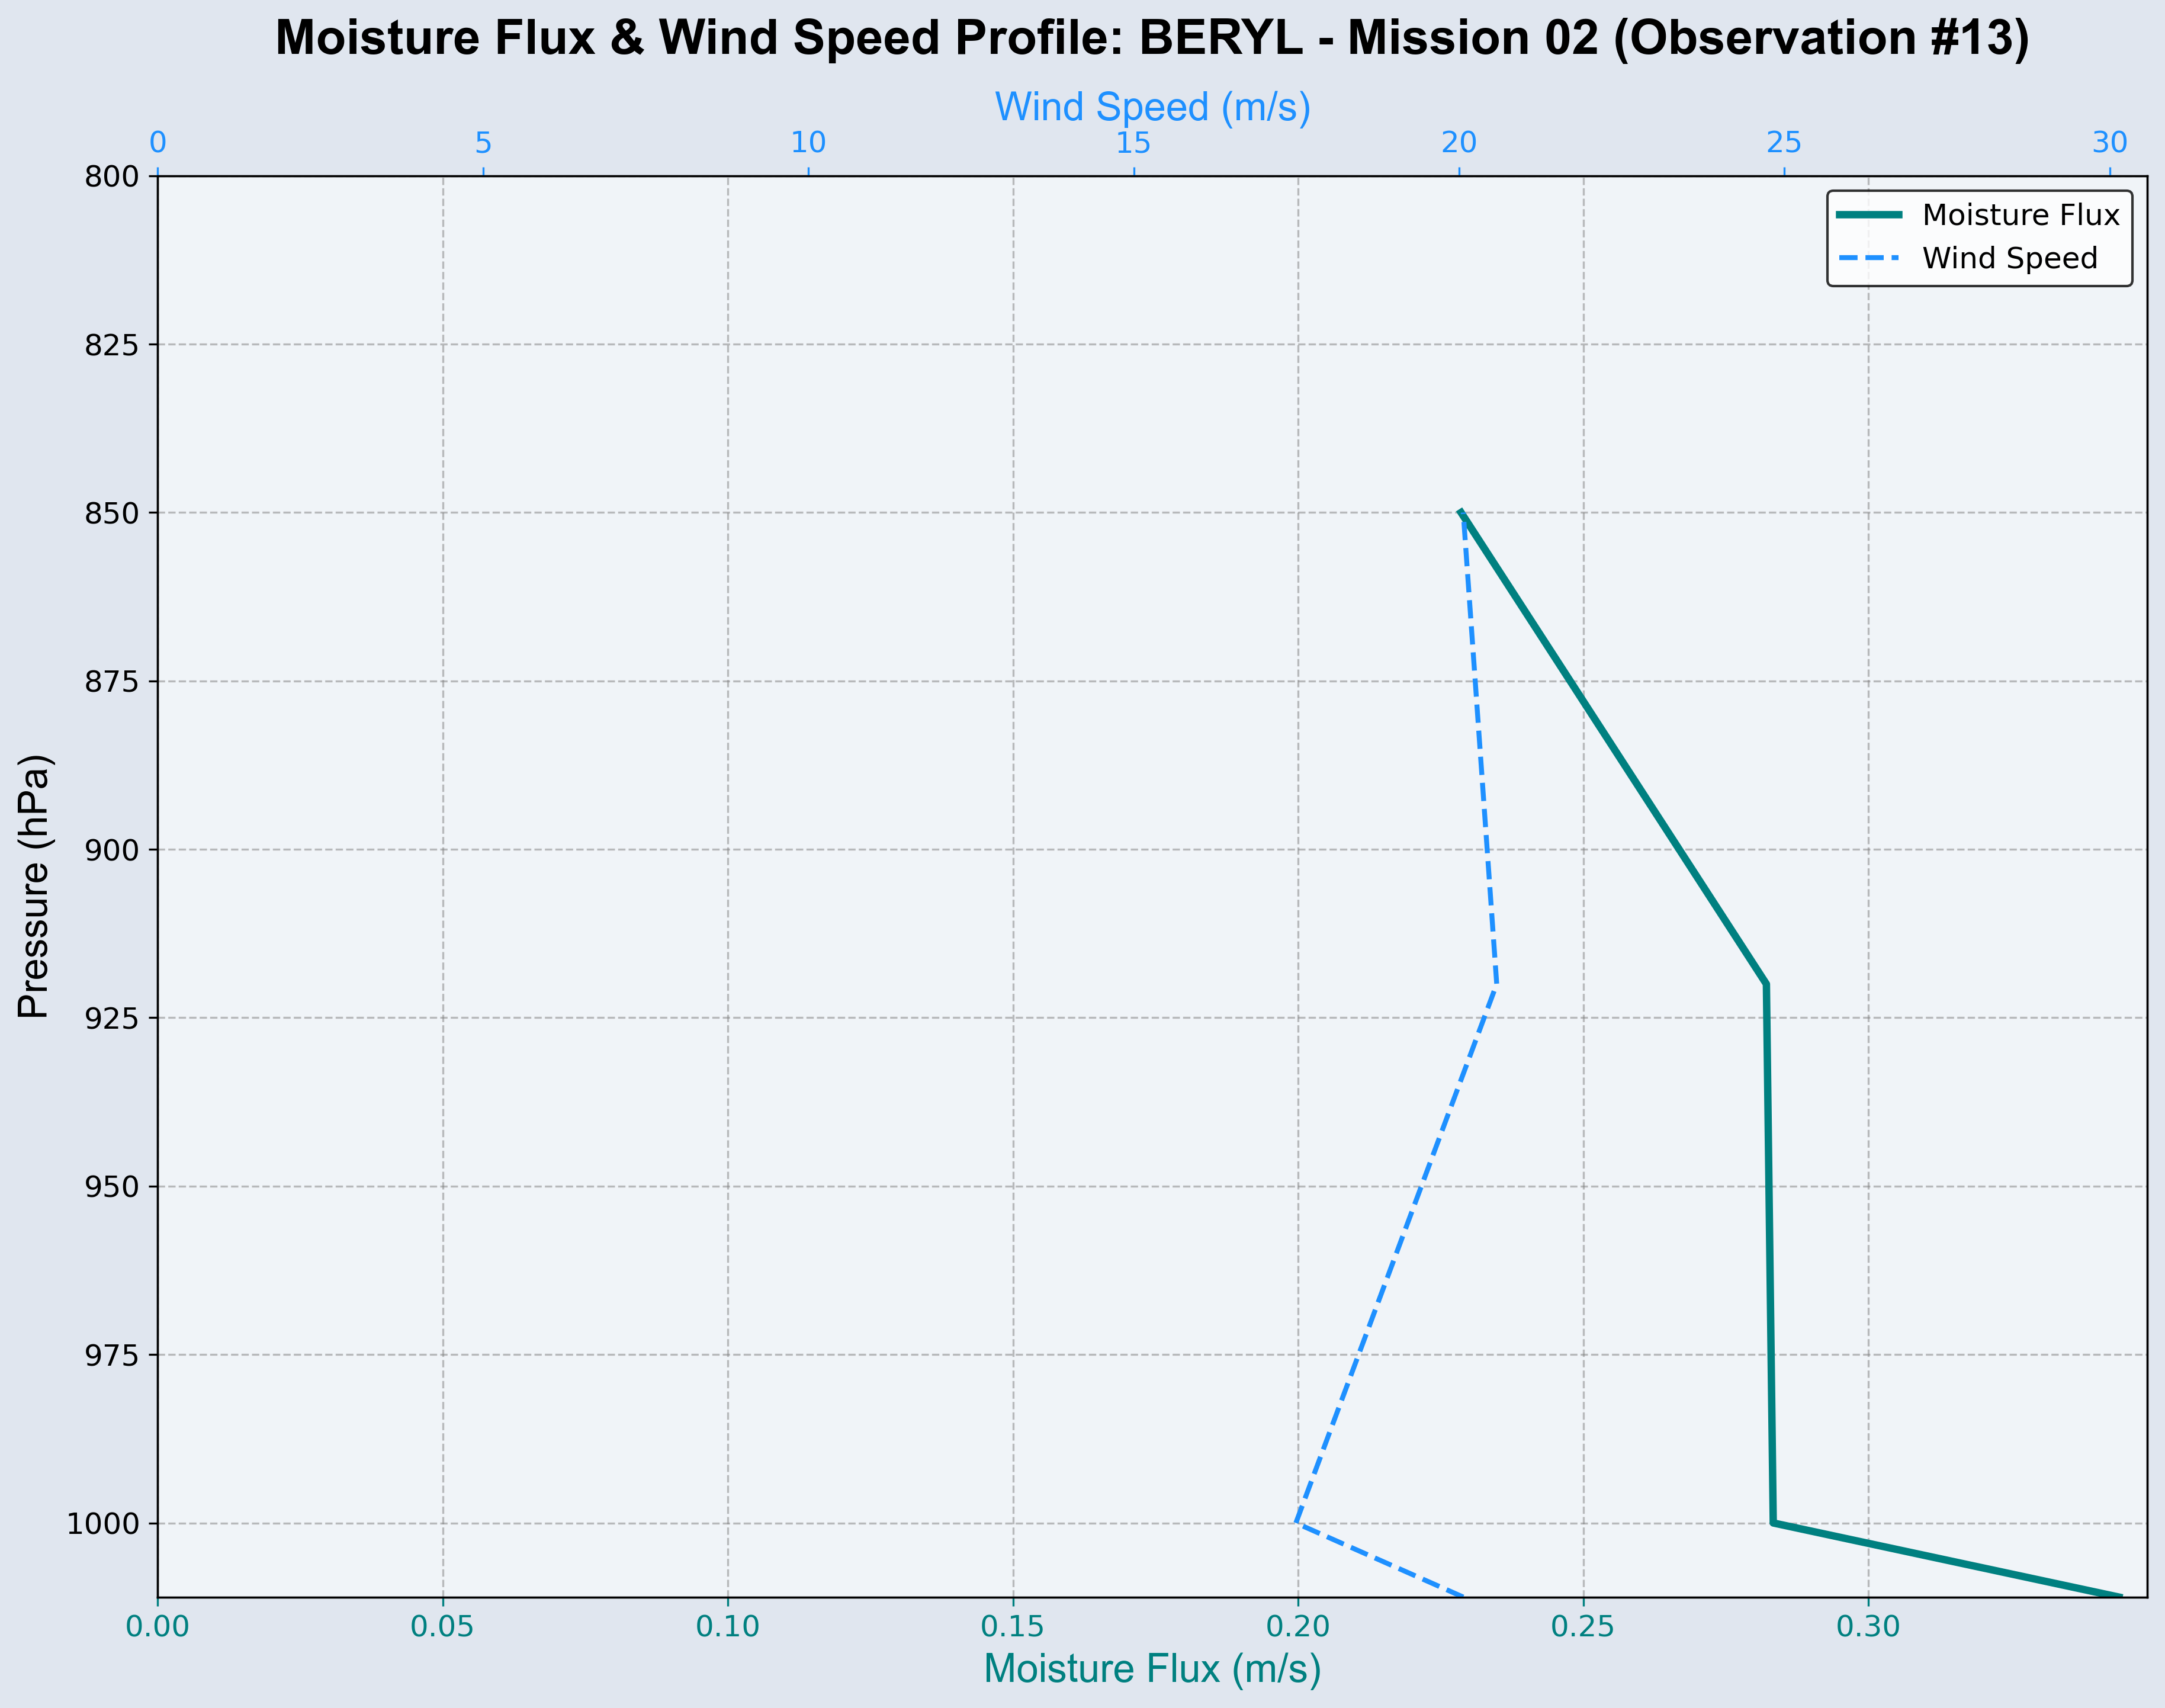 Moisture Flux & Wind Speed Profile: BERYL - Mission 02 (Observation #13)
Wind Speed (m/s)
0 5 10 15 20 25 30
Moisture Flux
Wind Speed
Pressure (hPa)
800
825
850
875
900
925
950
975
1000
0.00 0.05 0.10 0.15 0.20 0.25 0.30
Moisture Flux (m/s)